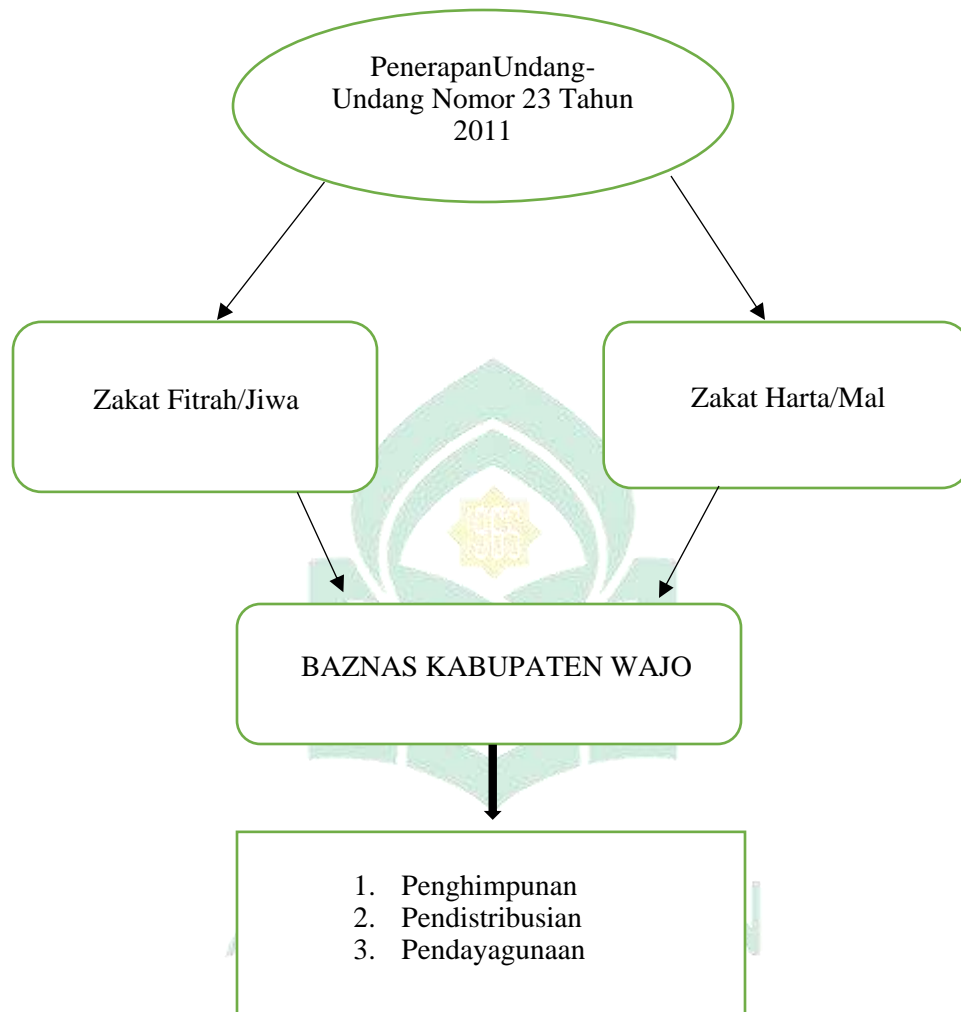 PenerapanUndang-
Undang Nomor 23 Tahun
2011
Zakat Fitrah/Jiwa
Zakat Harta/Mal
BAZNAS KABUPATEN WAJO
1. Penghimpunan
2. Pendistribusian
3. Pendayagunaan